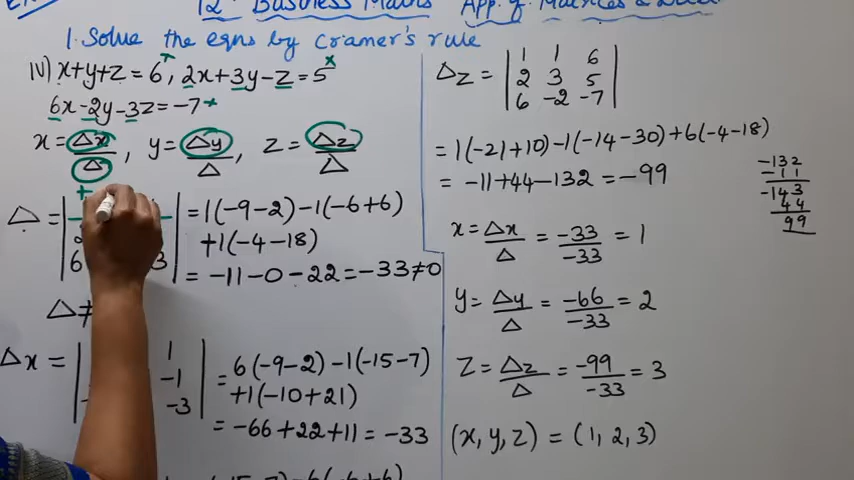 12 Business Maths App. of Matrices &
1. Solve the eqns by cramer's rule
iv) x+y+z = 6, 2x+3y-z = 5
6x-2y-3z = -7
x = Δx/Δ, y = Δy/Δ, z = Δz/Δ
Δ = = 1(-9-2)-1(-6+6)
6 3 +1(-4-18)
= -11-0-22 = -33≠0
Δ≠
Δx = 1
-1 = 6(-9-2)-1(-15-7)
-3 +1(-10+21)
= -66+22+11 = -33
Δz = | 1 1 6 |
| 2 3 5 |
| 6 -2 -7 |
= 1(-21+10)-1(-14-30)+6(-4-18)
= -11+44-132 = -99
-132
-11
-143
44
99
x = Δx/Δ = -33/-33 = 1
y = Δy/Δ = -66/-33 = 2
z = Δz/Δ = -99/-33 = 3
(x, y, z) = (1, 2, 3)